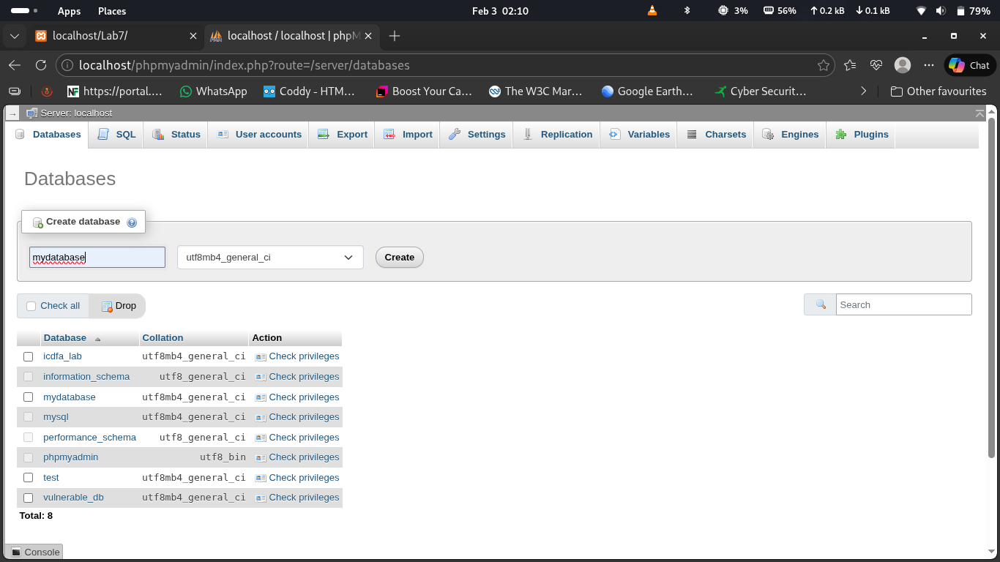 Apps Places Feb 3 02:10 3% 56% 0.2 kB 0.1 kB 79%
localhost/Lab7/ localhost / localhost | phpM
localhost/phpmyadmin/index.php?route=/server/databases Chat
https://portal.... WhatsApp Coddy - HTM... Boost Your Ca... The W3C Mar... Google Earth... Cyber Securit... Other favourites
Server: localhost
Databases SQL Status User accounts Export Import Settings Replication Variables Charsets Engines Plugins
Databases
Create database
mydatabase utf8mb4_general_ci Create
Check all Drop Search
Database Collation Action
icdfa_lab utf8mb4_general_ci Check privileges
information_schema utf8_general_ci Check privileges
mydatabase utf8mb4_general_ci Check privileges
mysql utf8mb4_general_ci Check privileges
performance_schema utf8_general_ci Check privileges
phpmyadmin utf8_bin Check privileges
test utf8mb4_general_ci Check privileges
vulnerable_db utf8mb4_general_ci Check privileges
Total: 8
Console